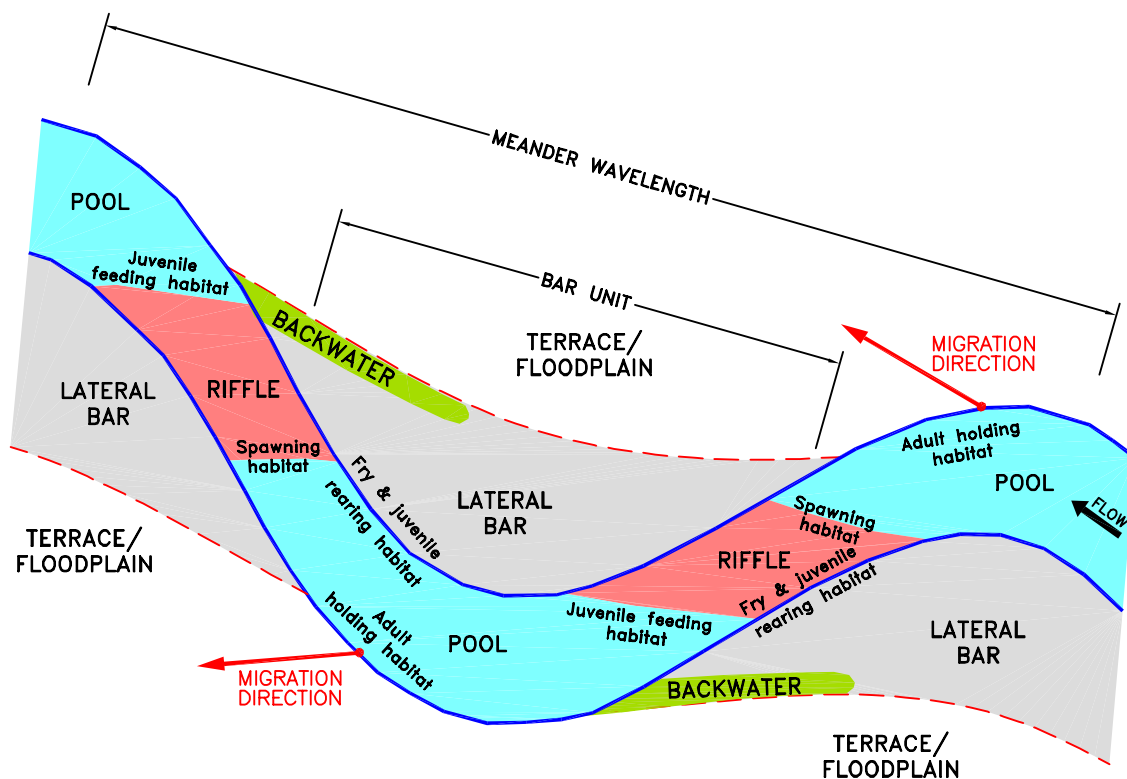 MEANDER WAVELENGTH
POOL
BAR UNIT
Juvenile
feeding habitat
BACKWATER
TERRACE/
FLOODPLAIN
MIGRATION
DIRECTION
LATERAL
BAR
RIFFLE
Adult holding
habitat
Spawning
habitat
Fry & juvenile
rearing habitat
LATERAL
BAR
POOL
FLOW
Spawning
habitat
TERRACE/
FLOODPLAIN
RIFFLE
Fry & juvenile
rearing habitat
Adult
holding habitat
Juvenile feeding
habitat
POOL
LATERAL
BAR
MIGRATION
DIRECTION
BACKWATER
TERRACE/
FLOODPLAIN